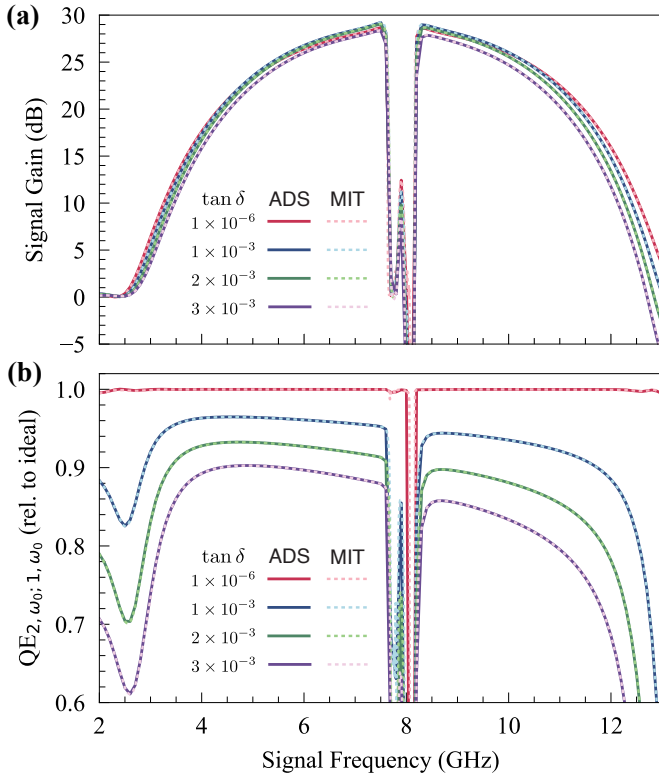 (a)
30
25
20
15
10
5
0
−5
Signal Gain (dB)
tan δ ADS MIT
1 × 10⁻⁶
1 × 10⁻³
2 × 10⁻³
3 × 10⁻³
(b)
1.0
0.9
0.8
0.7
0.6
QE₂, ω₀; 1, ω₀ (rel. to ideal)
tan δ ADS MIT
1 × 10⁻⁶
1 × 10⁻³
2 × 10⁻³
3 × 10⁻³
2 4 6 8 10 12
Signal Frequency (GHz)